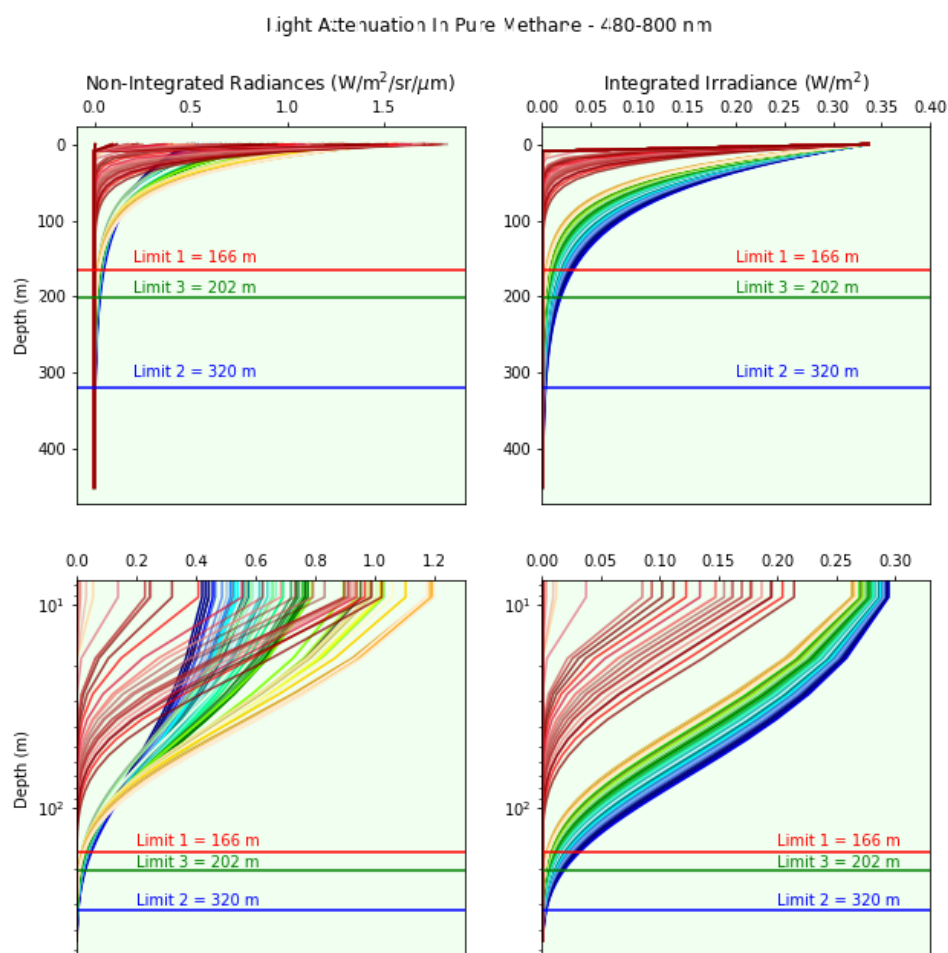 Light Attenuation In Pure Methane - 480-800 nm
Non-Integrated Radiances (W/m²/sr/μm)
0.0 0.5 1.0 1.5
Integrated Irradiance (W/m²)
0.00 0.05 0.10 0.15 0.20 0.25 0.30 0.35 0.40
Depth (m)
0
100
200
300
400
Limit 1 = 166 m
Limit 3 = 202 m
Limit 2 = 320 m
0
100
200
300
400
Limit 1 = 166 m
Limit 3 = 202 m
Limit 2 = 320 m
0.0 0.2 0.4 0.6 0.8 1.0 1.2
Depth (m)
10¹
10²
Limit 1 = 166 m
Limit 3 = 202 m
Limit 2 = 320 m
0.00 0.05 0.10 0.15 0.20 0.25 0.30
10¹
10²
Limit 1 = 166 m
Limit 3 = 202 m
Limit 2 = 320 m